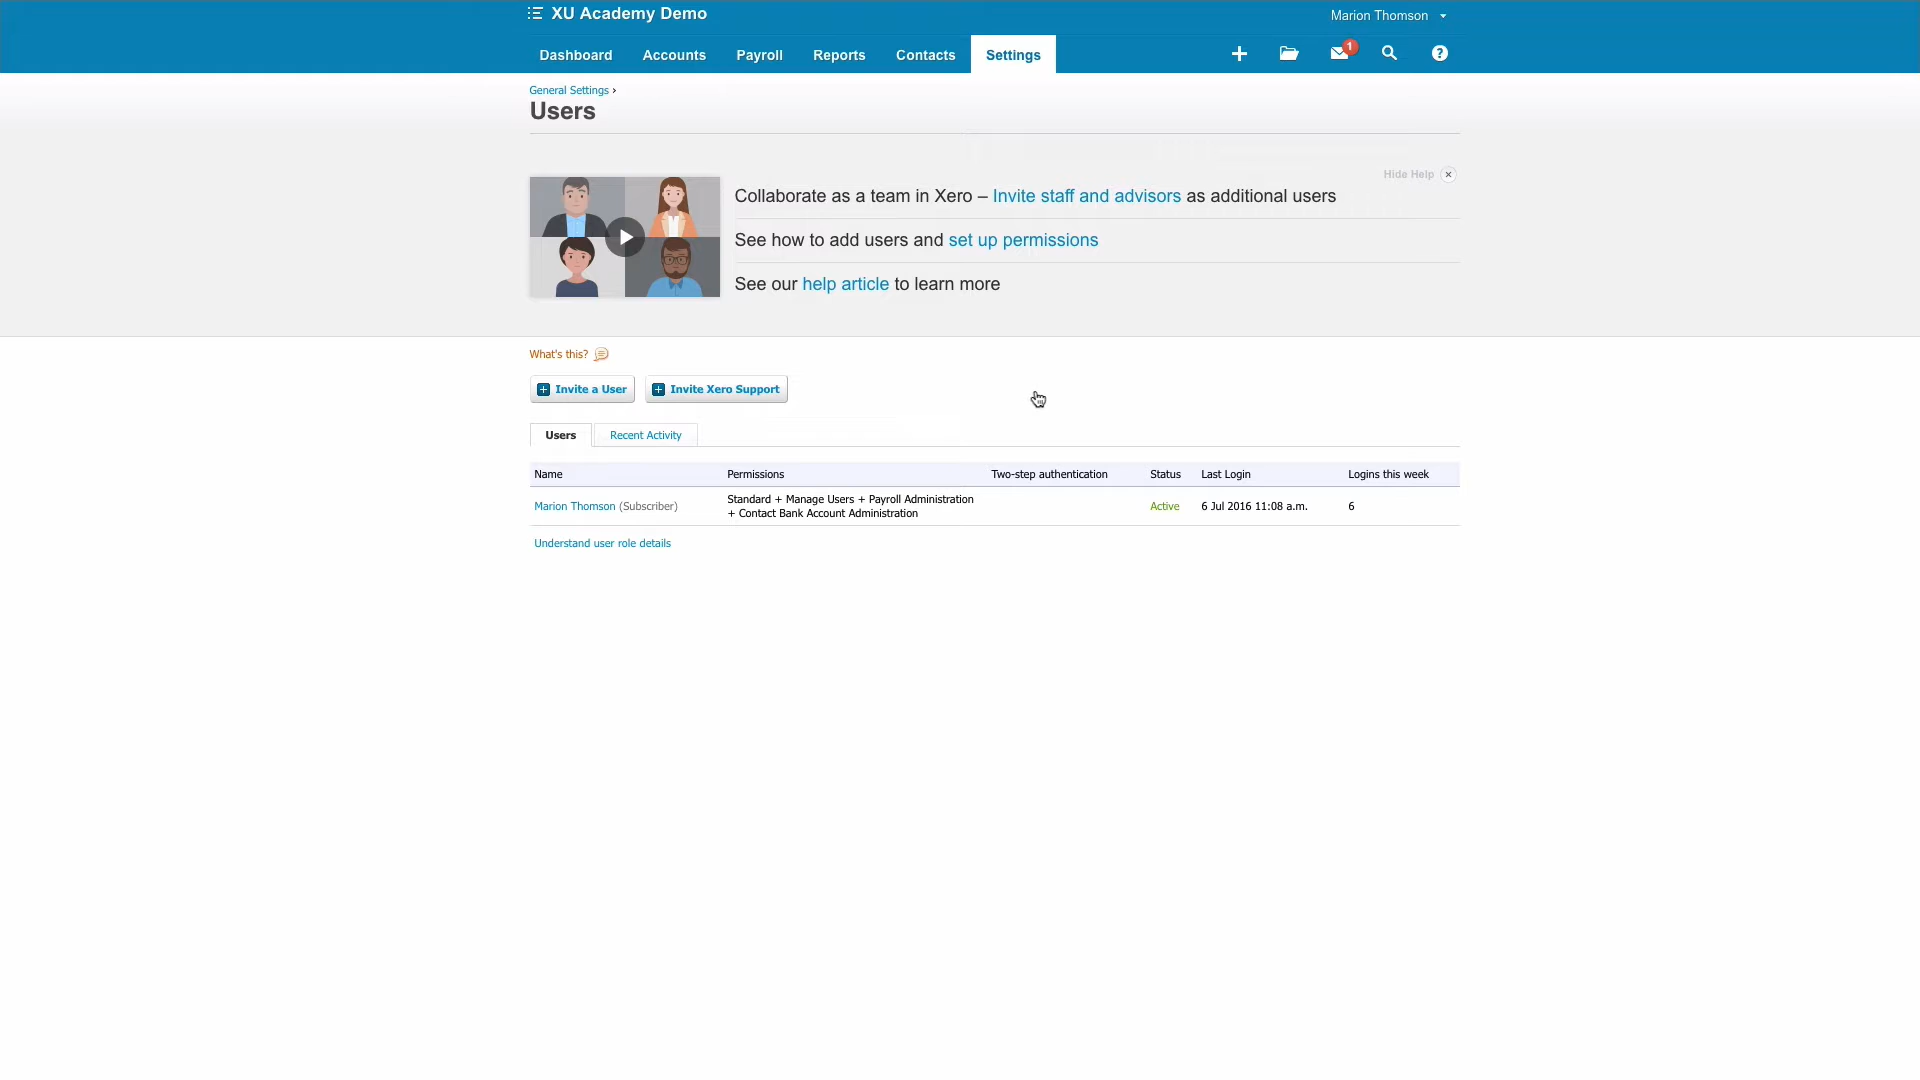 XU Academy Demo
Marion Thomson
Dashboard Accounts Payroll Reports Contacts Settings
1
General Settings ›
Users
Hide Help
Collaborate as a team in Xero – Invite staff and advisors as additional users
See how to add users and set up permissions
See our help article to learn more
What's this?
Invite a User Invite Xero Support
Users Recent Activity
Name Permissions Two-step authentication Status Last Login Logins this week
Marion Thomson (Subscriber) Standard + Manage Users + Payroll Administration Active 6 Jul 2016 11:08 a.m. 6
+ Contact Bank Account Administration
Understand user role details